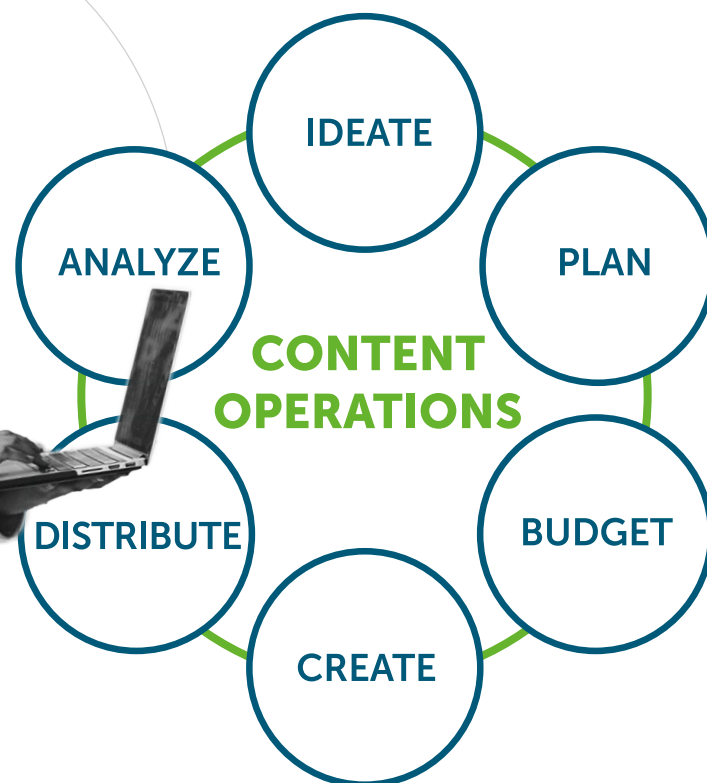 IDEATE
PLAN
BUDGET
CREATE
DISTRIBUTE
ANALYZE
CONTENT
OPERATIONS